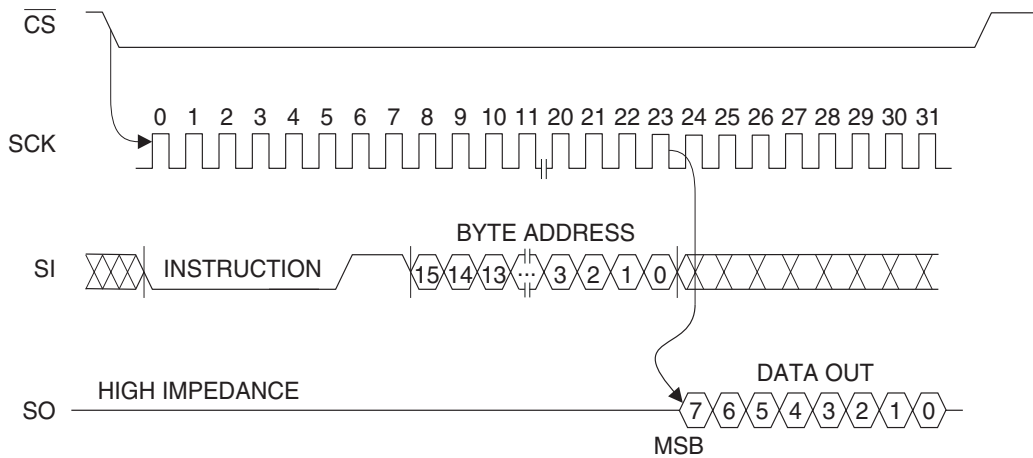 CS
0 1 2 3 4 5 6 7 8 9 10 11 20 21 22 23 24 25 26 27 28 29 30 31
SCK
BYTE ADDRESS
SI INSTRUCTION 15 14 13 ... 3 2 1 0
HIGH IMPEDANCE DATA OUT
SO 7 6 5 4 3 2 1 0
MSB